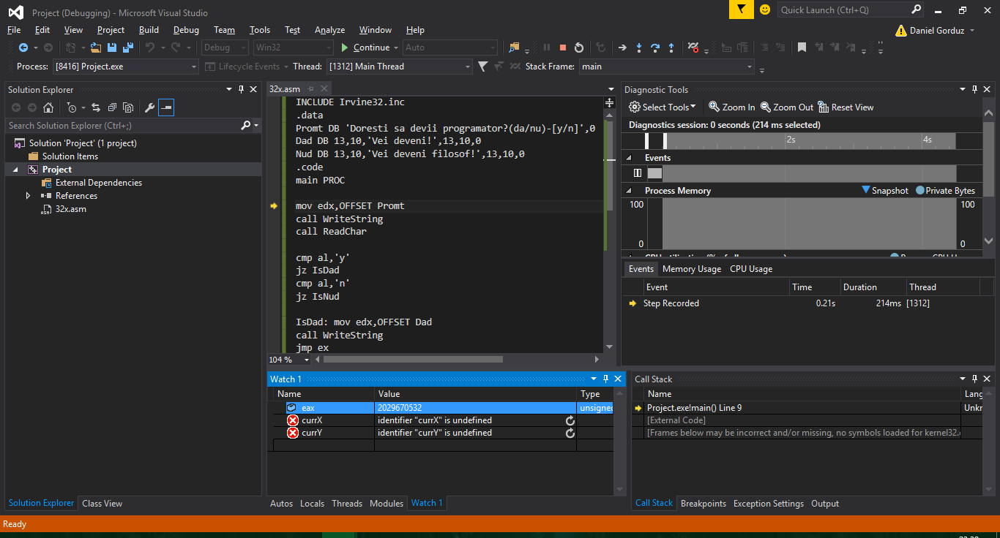 Project (Debugging) - Microsoft Visual Studio
Quick Launch (Ctrl+Q)
File Edit View Project Build Debug Team Tools Test Analyze Window Help
Daniel Gorduz
Debug Win32 Continue Auto
Process: [8416] Project.exe Lifecycle Events Thread: [1312] Main Thread Stack Frame: main
Solution Explorer
Search Solution Explorer (Ctrl+;)
Solution 'Project' (1 project)
Solution Items
Project
External Dependencies
References
32x.asm
Solution Explorer Class View
32x.asm
INCLUDE Irvine32.inc
.data
Promt DB 'Doresti sa devii programator?(da/nu)-[y/n]',0
Dad DB 13,10,'Vei deveni!',13,10,0
Nud DB 13,10,'Vei deveni filosof!',13,10,0
.code
main PROC
mov edx,OFFSET Promt
call WriteString
call ReadChar
cmp al,'y'
jz IsDad
cmp al,'n'
jz IsNud
IsDad: mov edx,OFFSET Dad
call WriteString
jmp ex
104 %
Watch 1
Name Value Type
eax 2029670532 unsigned
currX identifier "currX" is undefined
currY identifier "currY" is undefined
Autos Locals Threads Modules Watch 1
Diagnostic Tools
Select Tools Zoom In Zoom Out Reset View
Diagnostics session: 0 seconds (214 ms selected)
2s 4s
Events
Process Memory Snapshot Private Bytes
100 100
0 0
Events Memory Usage CPU Usage
Event Time Duration Thread
Step Recorded 0.21s 214ms [1312]
Call Stack
Name Lang
Project.exe!main() Line 9 Unkn
[External Code]
[Frames below may be incorrect and/or missing, no symbols loaded for kernel32.
Call Stack Breakpoints Exception Settings Output
Ready